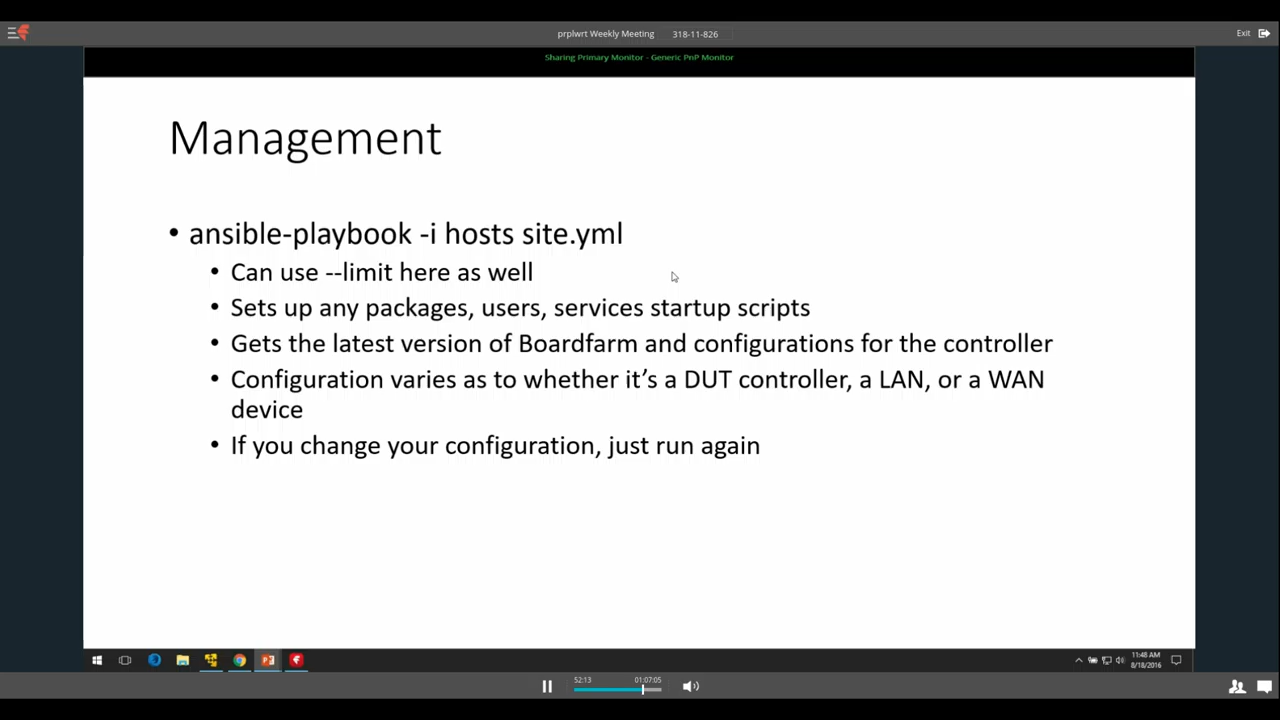 prplwrt Weekly Meeting 318-11-826 Exit
Sharing Primary Monitor - Generic PnP Monitor
Management
• ansible-playbook -i hosts site.yml
• Can use --limit here as well
• Sets up any packages, users, services startup scripts
• Gets the latest version of Boardfarm and configurations for the controller
• Configuration varies as to whether it’s a DUT controller, a LAN, or a WAN
device
• If you change your configuration, just run again
11:48 AM
8/18/2016
52:13 01:07:05